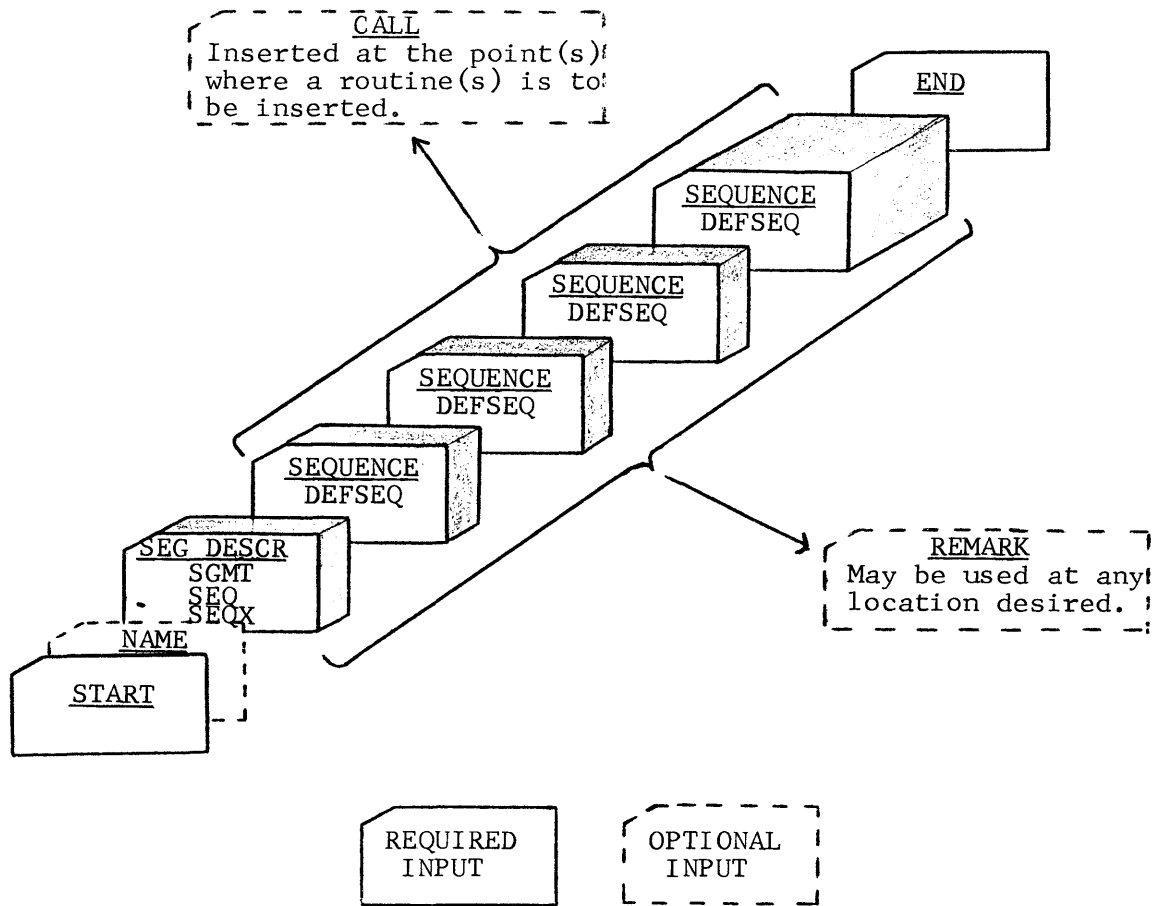 CALL
Inserted at the point(s)
where a routine(s) is to
be inserted.
END
SEQUENCE
DEFSEQ
SEQUENCE
DEFSEQ
SEQUENCE
DEFSEQ
SEQUENCE
DEFSEQ
SEG DESCR
SGMT
SEQ
SEQX
NAME
START
REMARK
May be used at any
location desired.
REQUIRED
INPUT
OPTIONAL
INPUT